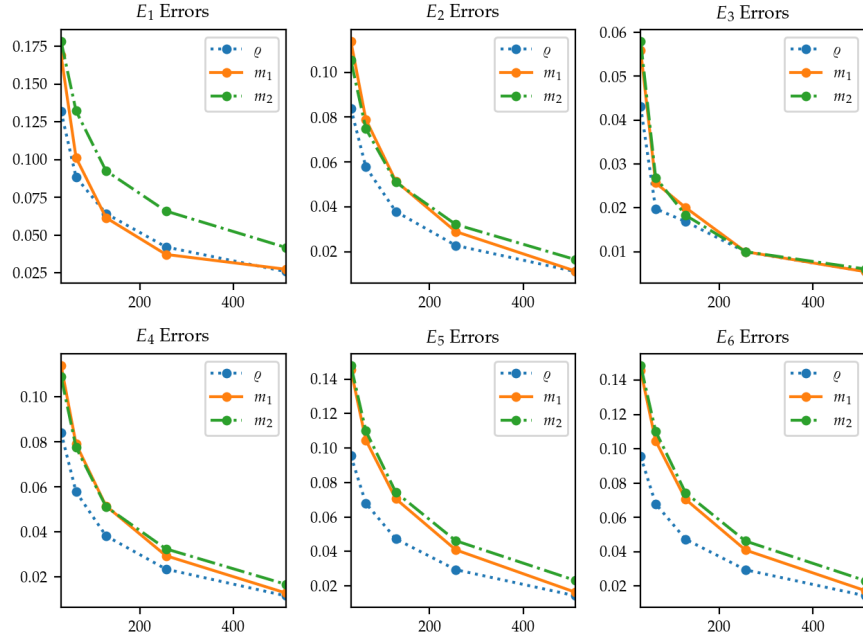 E₁ Errors
0.175
0.150
0.125
0.100
0.075
0.050
0.025
200
400
ϱ
m₁
m₂
E₂ Errors
0.10
0.08
0.06
0.04
0.02
200
400
ϱ
m₁
m₂
E₃ Errors
0.06
0.05
0.04
0.03
0.02
0.01
200
400
ϱ
m₁
m₂
E₄ Errors
0.10
0.08
0.06
0.04
0.02
200
400
ϱ
m₁
m₂
E₅ Errors
0.14
0.12
0.10
0.08
0.06
0.04
0.02
200
400
ϱ
m₁
m₂
E₆ Errors
0.14
0.12
0.10
0.08
0.06
0.04
0.02
200
400
ϱ
m₁
m₂